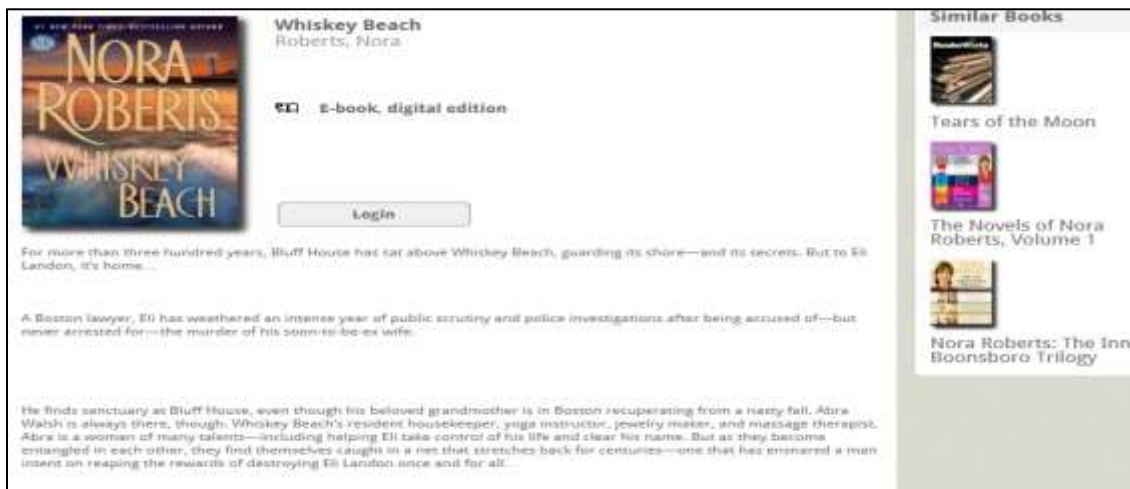 #1 NEW YORK TIMES–BESTSELLING AUTHOR
NORA
ROBERTS
WHISKEY
BEACH
Whiskey Beach
Roberts, Nora
E-book, digital edition
Login
For more than three hundred years, Bluff House has sat above Whiskey Beach, guarding its shore—and its secrets. But to Eli
Landon, it's home...
A Boston lawyer, Eli has weathered an intense year of public scrutiny and police investigations after being accused of—but
never arrested for—the murder of his soon-to-be-ex wife.
He finds sanctuary at Bluff House, even though his beloved grandmother is in Boston recuperating from a nasty fall. Abra
Walsh is always there, though. Whiskey Beach's resident housekeeper, yoga instructor, jewelry maker, and massage therapist,
Abra is a woman of many talents—including helping Eli take control of his life and clear his name. But as they become
entangled in each other, they find themselves caught in a net that stretches back for centuries—one that has ensnared a man
intent on reaping the rewards of destroying Eli Landon once and for all...
Similar Books
Tears of the Moon
The Novels of Nora
Roberts, Volume 1
Nora Roberts: The Inn
Boonsboro Trilogy